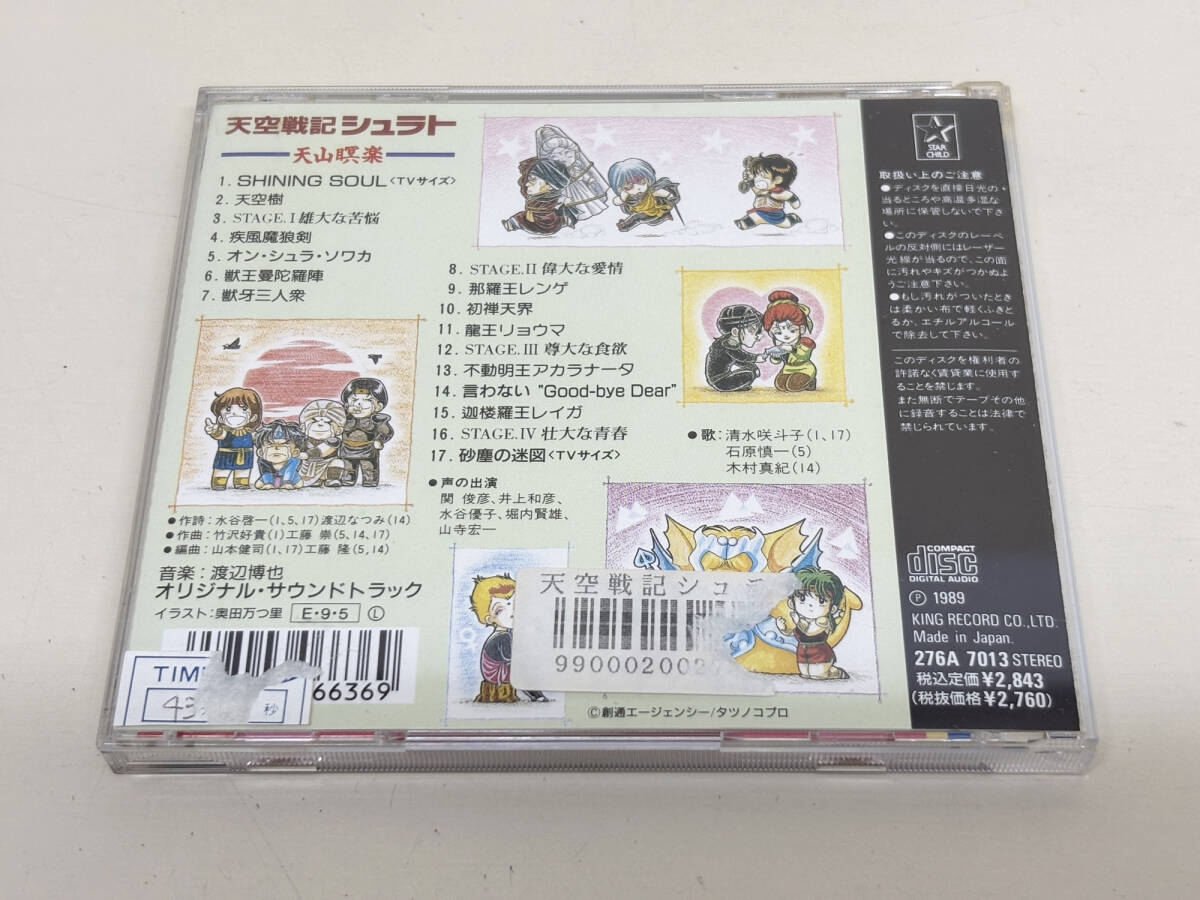 天空戦記シュラト
天山瞑楽
1. SHINING SOUL〈TVサイズ〉
2. 天空樹
3. STAGE.I 雄大な苦悩
4. 疾風魔狼剣
5. オン・シュラ・ソワカ
6. 獣王曼陀羅陣
7. 獣牙三人衆
8. STAGE.II 偉大な愛情
9. 那羅王レンゲ
10. 初禅天界
11. 龍王リョウマ
12. STAGE.III 尊大な食欲
13. 不動明王アカラナータ
14. 言わない "Good-bye Dear"
15. 迦楼羅王レイガ
16. STAGE.IV 壮大な青春
17. 砂塵の迷図〈TVサイズ〉
●歌：清水咲斗子(1、17)
石原慎一(5)
木村真紀(14)
●声の出演
関 俊彦、井上和彦、
水谷優子、堀内賢雄、
山寺宏一
●作詩：水谷啓一(1、5、17)渡辺なつみ(14)
●作曲：竹沢好貴(1)工藤 崇(5、14、17)
●編曲：山本健司(1、17)工藤 隆(5、14)
音楽：渡辺博也
オリジナル・サウンドトラック
イラスト：奥田万つ里 E・9・5 Ⓛ
TIM
43 秒
66369
天空戦記シュラ
99000200
©創通エージェンシー/タツノコプロ
STAR
CHILD
取扱い上のご注意
●ディスクを直接日光の
当るところや高温多湿な
場所に保管しないで下さ
い。
●このディスクのレーベ
ルの反対側にはレーザー
光線が当るので、この面
に汚れやキズがつかぬよ
うご注意下さい。
●もし汚れがついたとき
は柔かい布で軽くふきと
るか、エチルアルコール
で除去して下さい。
このディスクを権利者の
許諾なく賃貸業に使用す
ることを禁じます。
また無断でテープその他
に録音することは法律で
禁じられています。
COMPACT
disc
DIGITAL AUDIO
Ⓟ 1989
KING RECORD CO.,LTD.
Made in Japan.
276A 7013 STEREO
税込定価¥2,843
(税抜価格¥2,760)